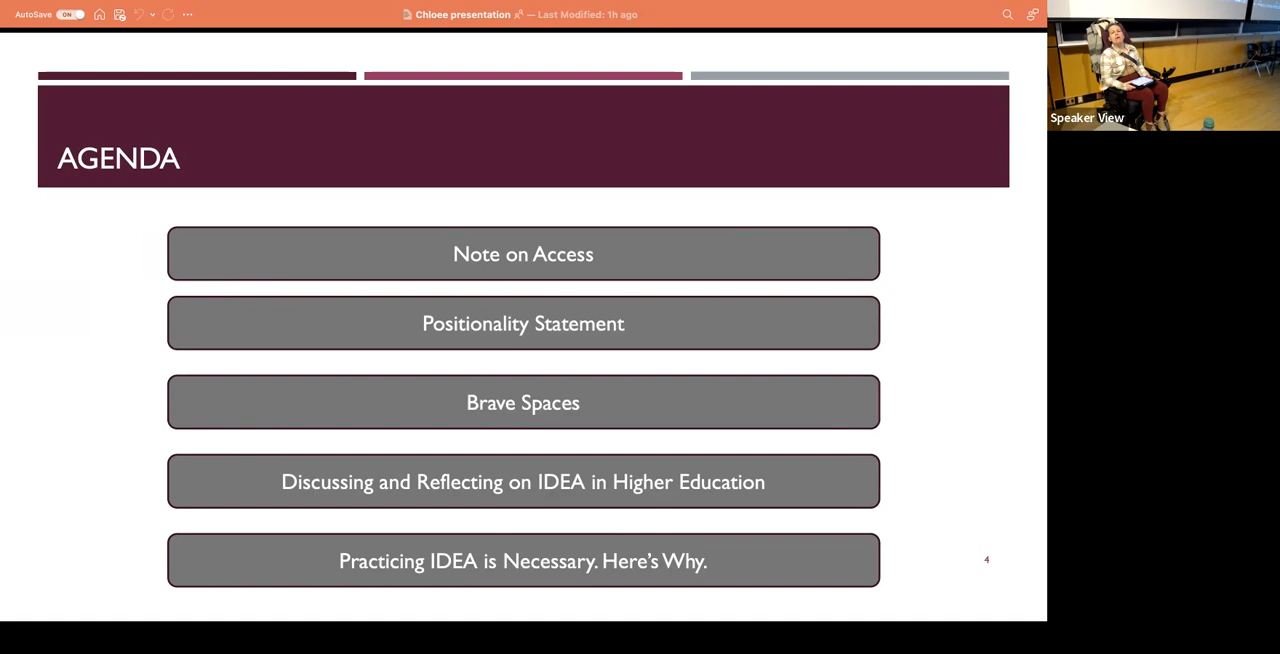 AutoSave ON
Chloee presentation — Last Modified: 1h ago
AGENDA
Note on Access
Positionality Statement
Brave Spaces
Discussing and Reflecting on IDEA in Higher Education
Practicing IDEA is Necessary. Here's Why.
4
Speaker View